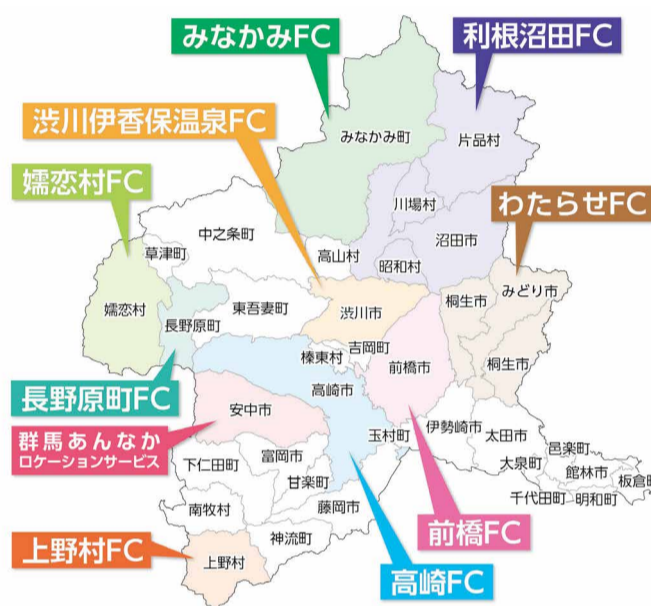 みなかみFC
利根沼田FC
渋川伊香保温泉FC
みなかみ町
片品村
嬬恋村FC
川場村
わたらせFC
中之条町
沼田市
草津町
高山村
昭和村
みどり市
嬬恋村
東吾妻町
渋川市
桐生市
長野原町
吉岡町
榛東村
前橋市
桐生市
長野原町FC
高崎市
安中市
群馬あんなか
ロケーションサービス
玉村町
伊勢崎市
太田市
邑楽町
富岡市
下仁田町
大泉町
館林市
板倉町
甘楽町
千代田町
明和町
藤岡市
南牧村
前橋FC
神流町
上野村FC
上野村
高崎FC